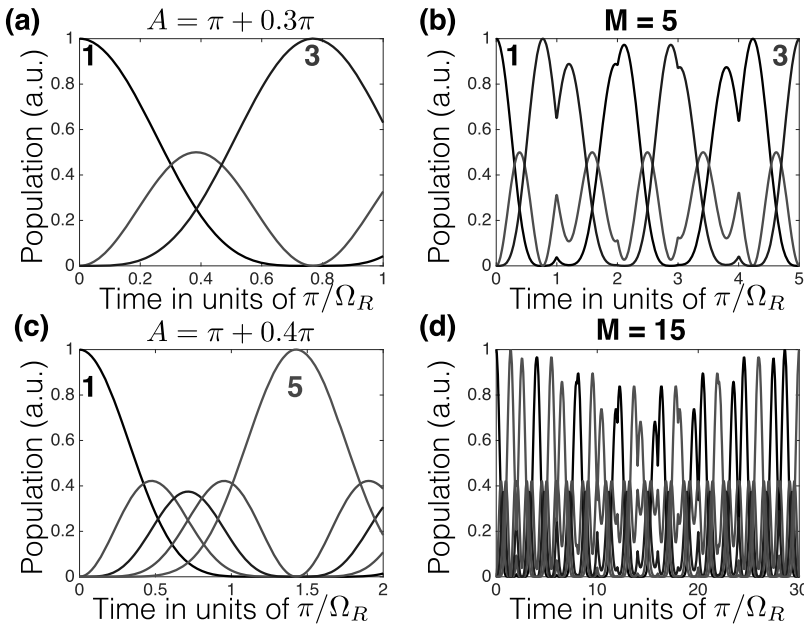 (a)
A = π + 0.3π
1
3
Population (a.u.)
1
0.8
0.6
0.4
0.2
0
0 0.2 0.4 0.6 0.8 1
Time in units of π/Ω_R
(b)
M = 5
1
3
Population (a.u.)
1
0.8
0.6
0.4
0.2
0
0 1 2 3 4 5
Time in units of π/Ω_R
(c)
A = π + 0.4π
1
5
Population (a.u.)
1
0.8
0.6
0.4
0.2
0
0 0.5 1 1.5 2
Time in units of π/Ω_R
(d)
M = 15
Population (a.u.)
1
0.8
0.6
0.4
0.2
0
0 10 20 30
Time in units of π/Ω_R